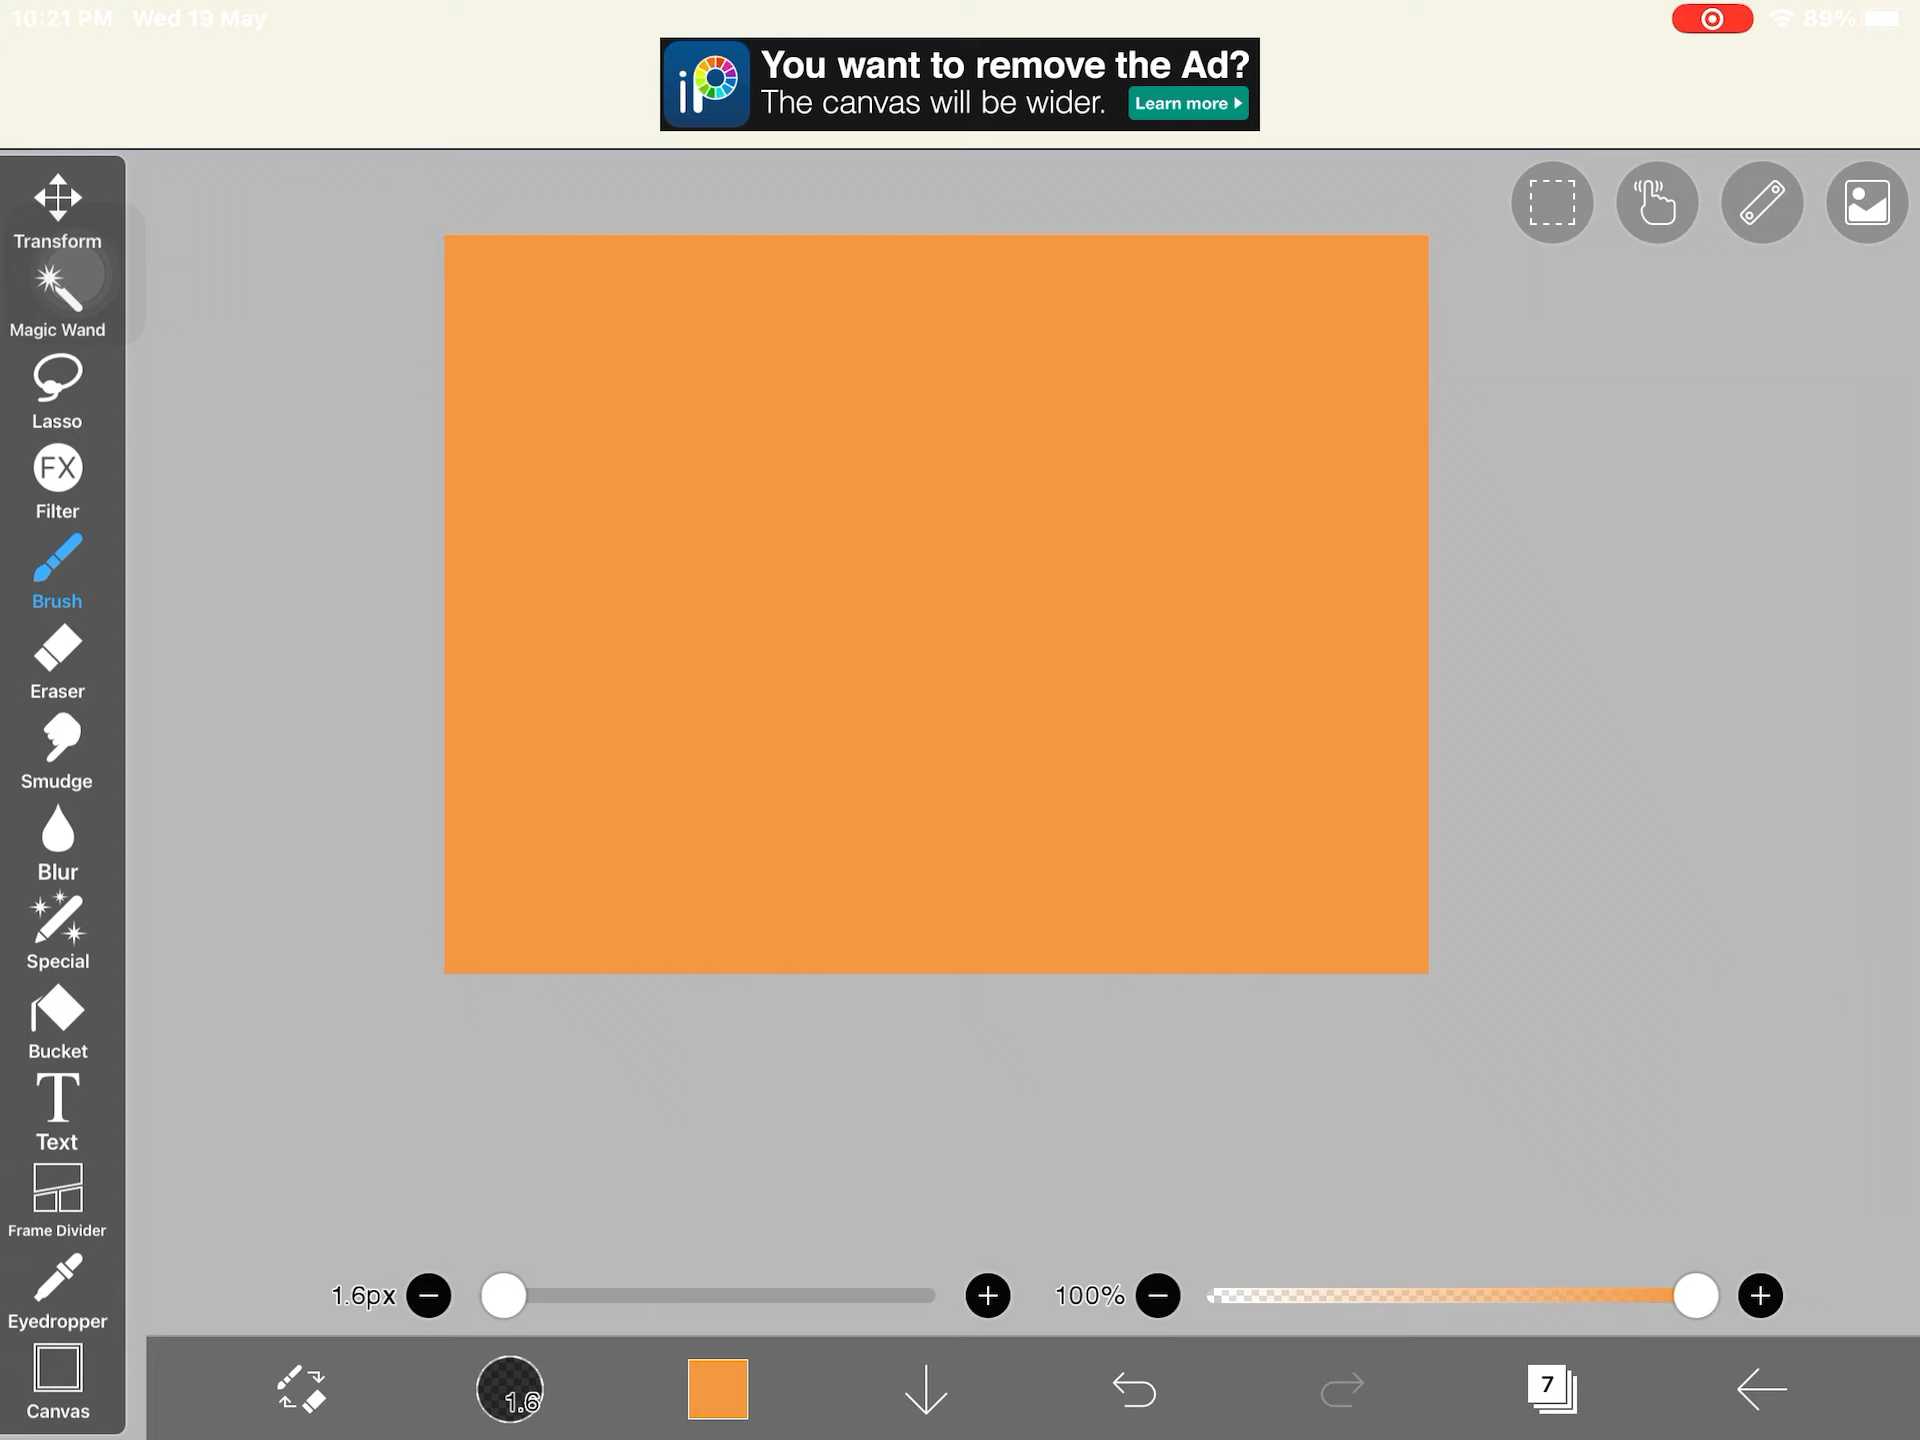 10:21 PM Wed 19 May
89%
iP
You want to remove the Ad?
The canvas will be wider.
Learn more
Transform
Magic Wand
Lasso
FX
Filter
Brush
Eraser
Smudge
Blur
Special
Bucket
T
Text
Frame Divider
Eyedropper
Canvas
1.6px
100%
1.6
7